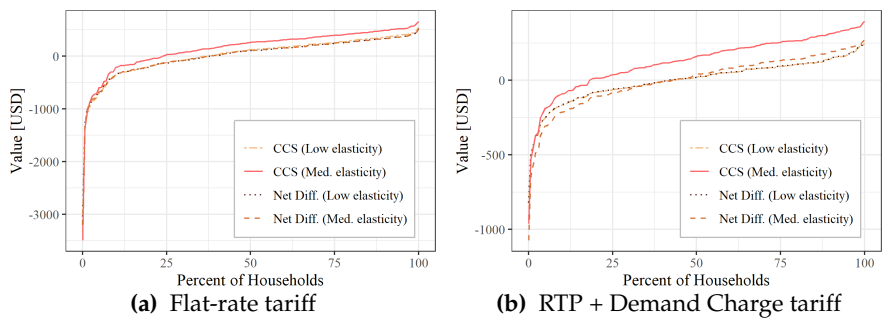 0
-1000
-2000
-3000
Value [USD]
CCS (Low elasticity)
CCS (Med. elasticity)
Net Diff. (Low elasticity)
Net Diff. (Med. elasticity)
0 25 50 75 100
Percent of Households
(a) Flat-rate tariff
0
-500
-1000
Value [USD]
CCS (Low elasticity)
CCS (Med. elasticity)
Net Diff. (Low elasticity)
Net Diff. (Med. elasticity)
0 25 50 75 100
Percent of Households
(b) RTP + Demand Charge tariff